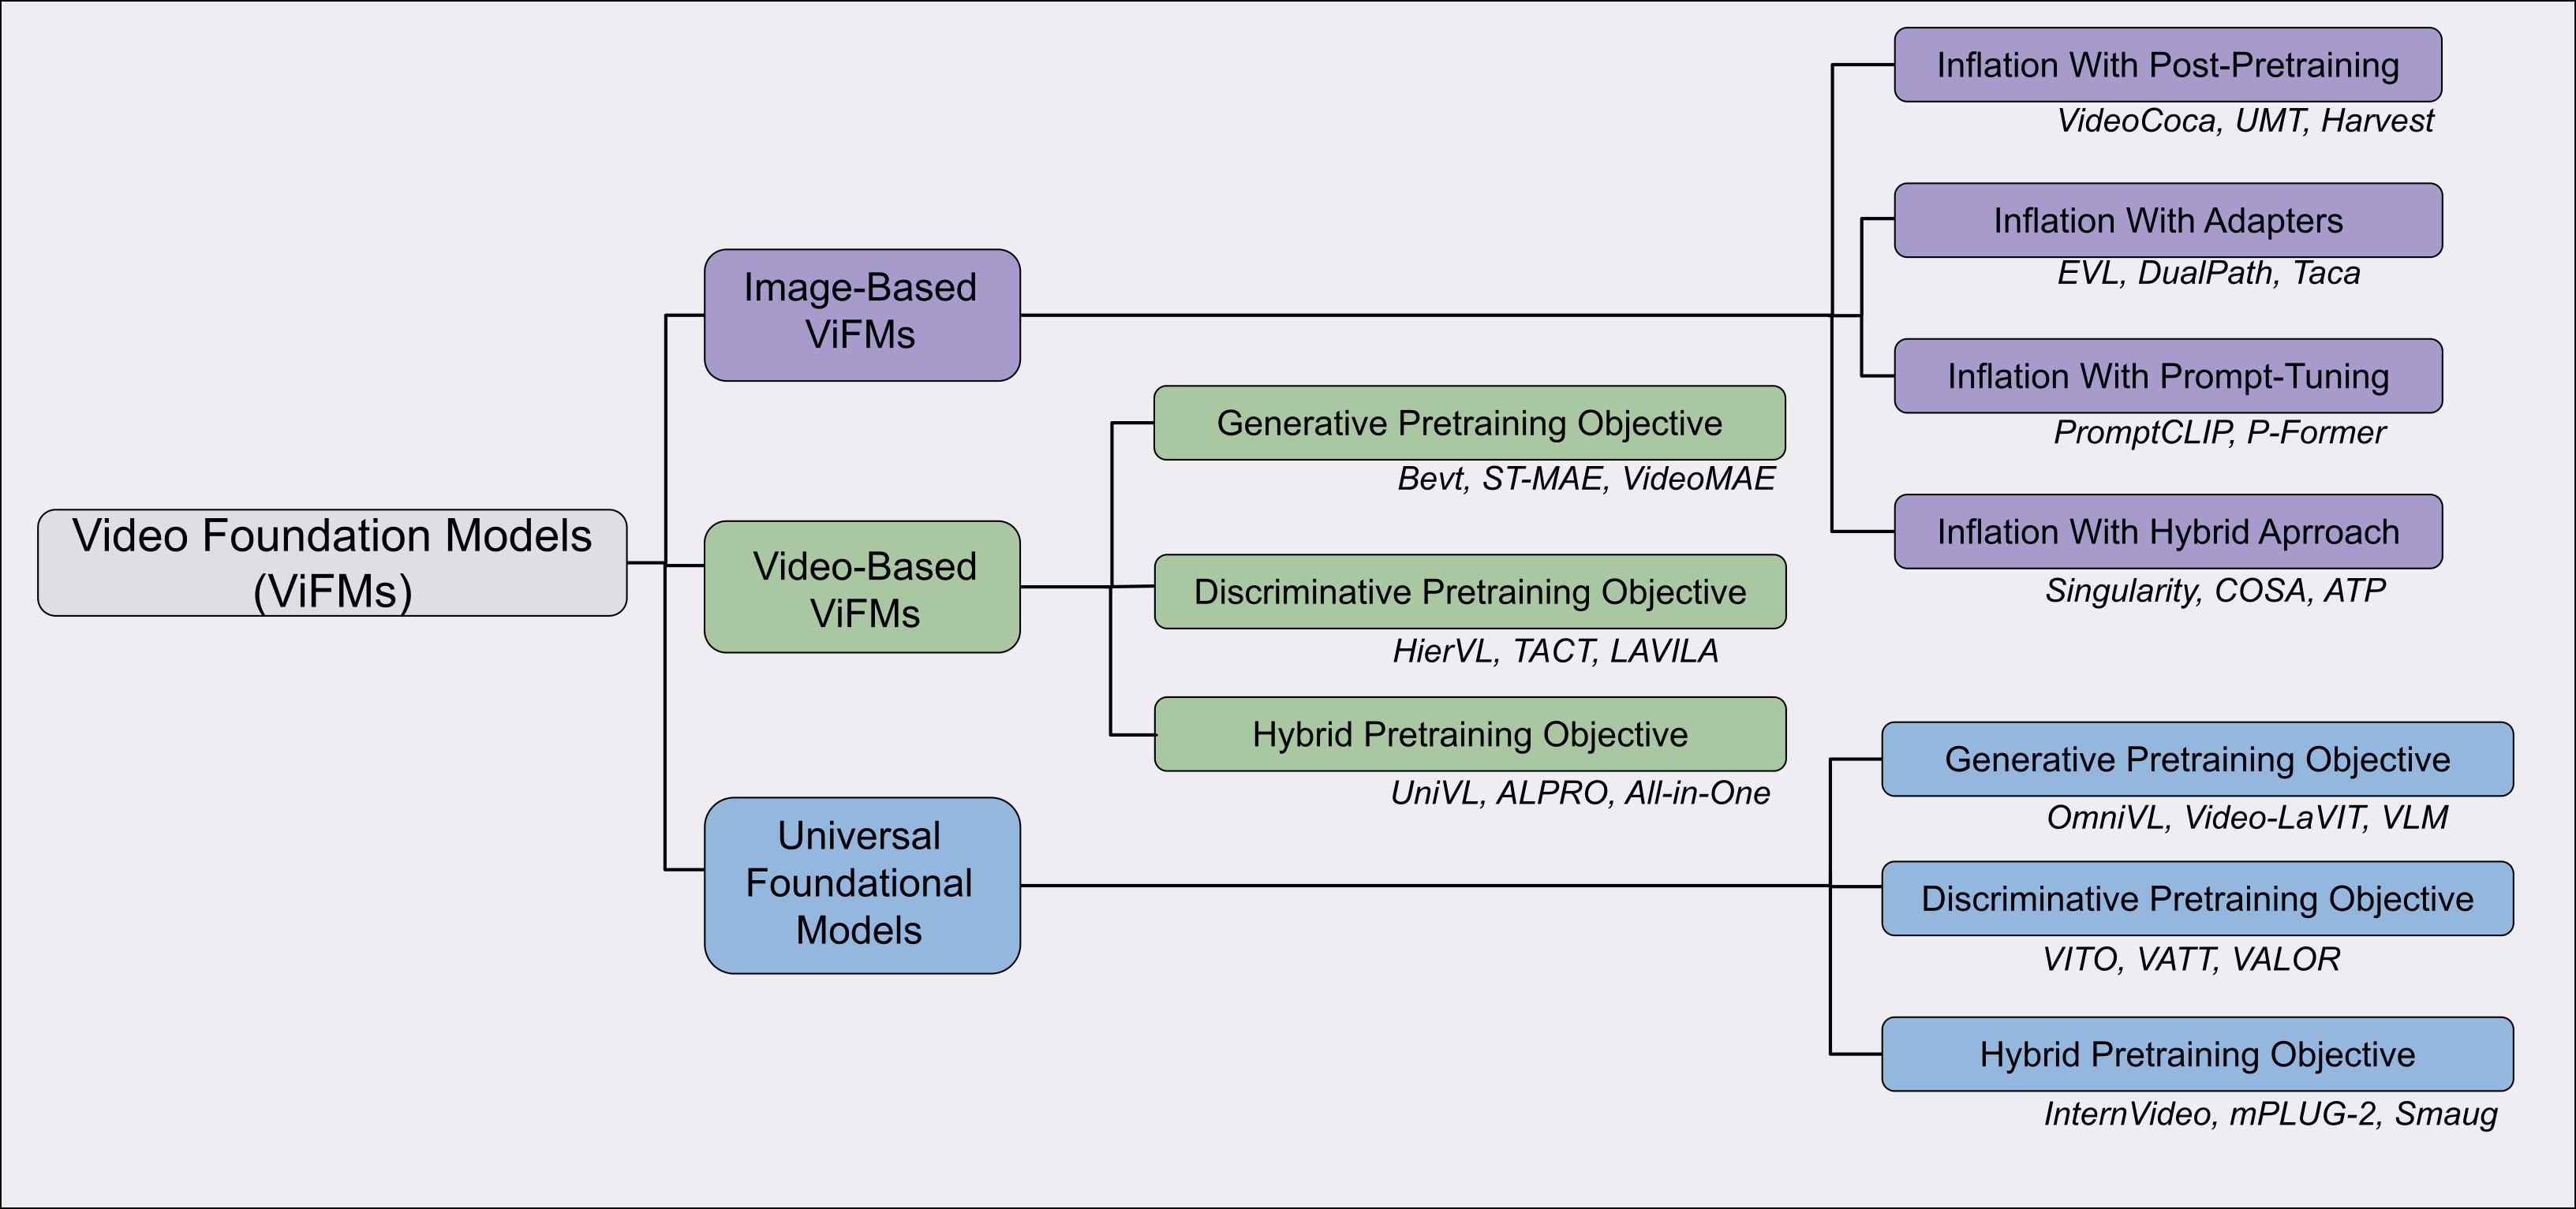 Video Foundation Models
(ViFMs)
Image-Based
ViFMs
Inflation With Post-Pretraining
VideoCoca, UMT, Harvest
Inflation With Adapters
EVL, DualPath, Taca
Inflation With Prompt-Tuning
PromptCLIP, P-Former
Inflation With Hybrid Aprroach
Singularity, COSA, ATP
Video-Based
ViFMs
Generative Pretraining Objective
Bevt, ST-MAE, VideoMAE
Discriminative Pretraining Objective
HierVL, TACT, LAVILA
Hybrid Pretraining Objective
UniVL, ALPRO, All-in-One
Universal
Foundational
Models
Generative Pretraining Objective
OmniVL, Video-LaVIT, VLM
Discriminative Pretraining Objective
VITO, VATT, VALOR
Hybrid Pretraining Objective
InternVideo, mPLUG-2, Smaug